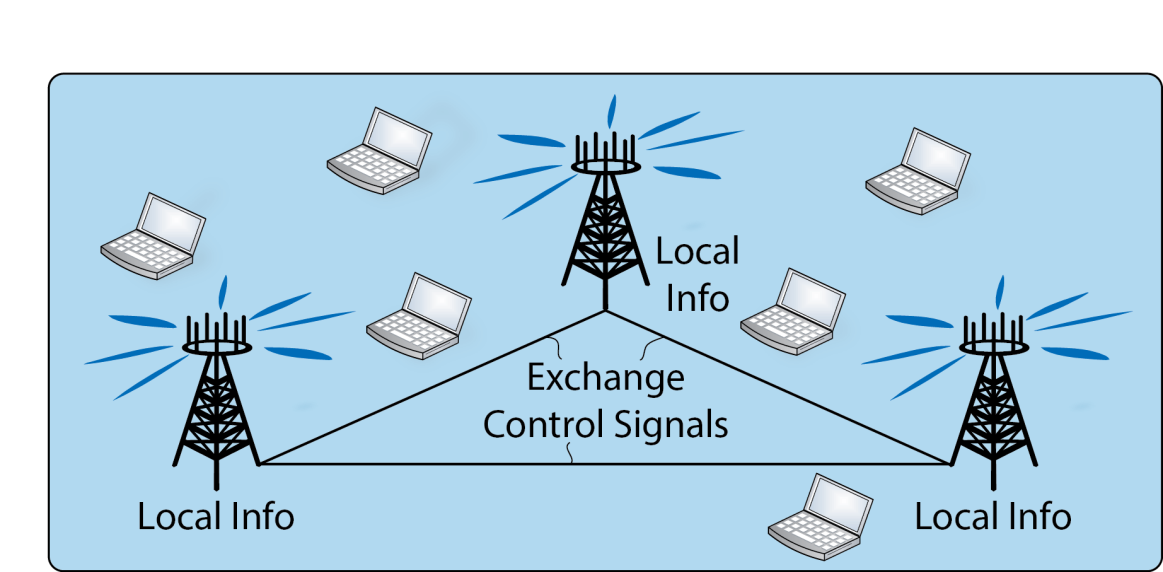 Local
Info
Exchange
Control Signals
Local Info
Local Info